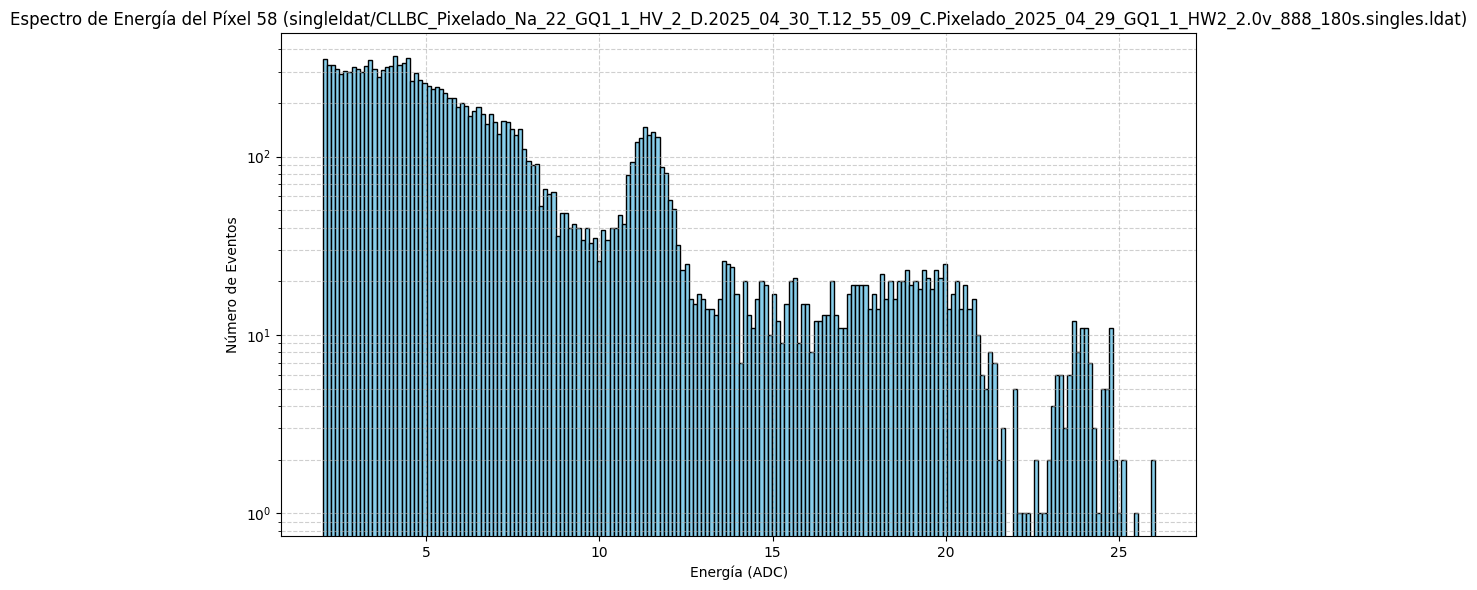 Espectro de Energía del Píxel 58 (singleldat/CLLBC_Pixelado_Na_22_GQ1_1_HV_2_D.2025_04_30_T.12_55_09_C.Pixelado_2025_04_29_GQ1_1_HW2_2.0v_888_180s.singles.ldat)
Número de Eventos
10²
10¹
10⁰
5
10
15
20
25
Energía (ADC)